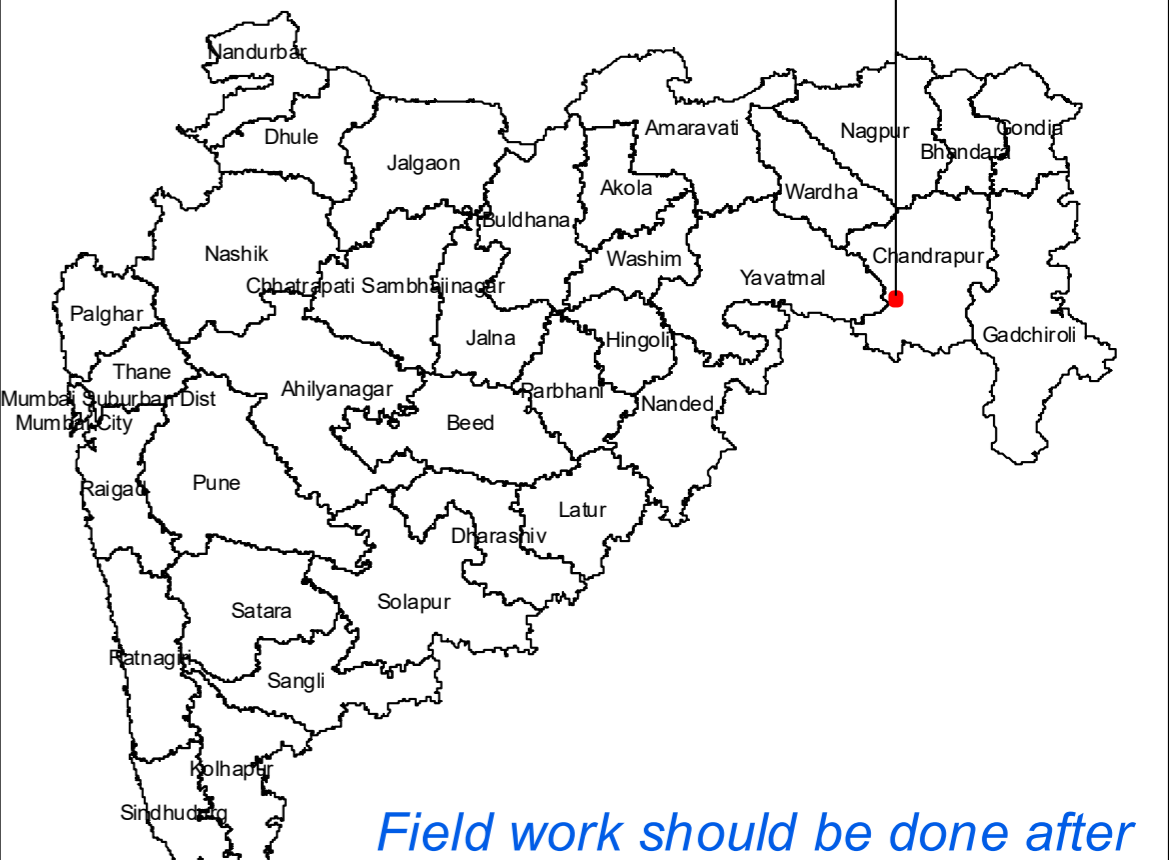 Nandurbar
Dhule
Jalgaon
Amaravati
Nagpur
Gondia
Bhandara
Akola
Wardha
Buldhana
Nashik
Washim
Chandrapur
Chhatrapati Sambhajinagar
Yavatmal
Palghar
Jalna
Hingoli
Gadchiroli
Thane
Ahilyanagar
Parbhani
Mumbai Suburban Dist
Nanded
Mumbai City
Beed
Raigad
Pune
Latur
Dharashiv
Satara
Solapur
Ratnagiri
Sangli
Kolhapur
Sindhudurg
Field work should be done after